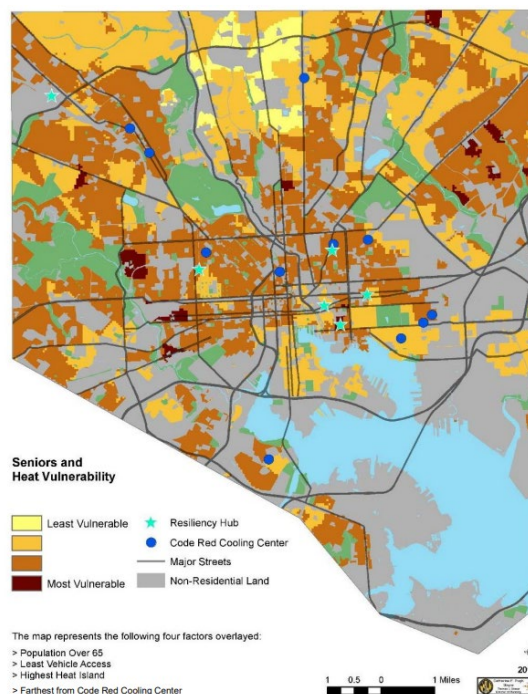 Seniors and
Heat Vulnerability
Least Vulnerable
Most Vulnerable
Resiliency Hub
Code Red Cooling Center
Major Streets
Non-Residential Land
The map represents the following four factors overlayed:
> Population Over 65
> Least Vehicle Access
> Highest Heat Island
> Farthest from Code Red Cooling Center
1 0.5 0 1 Miles
20